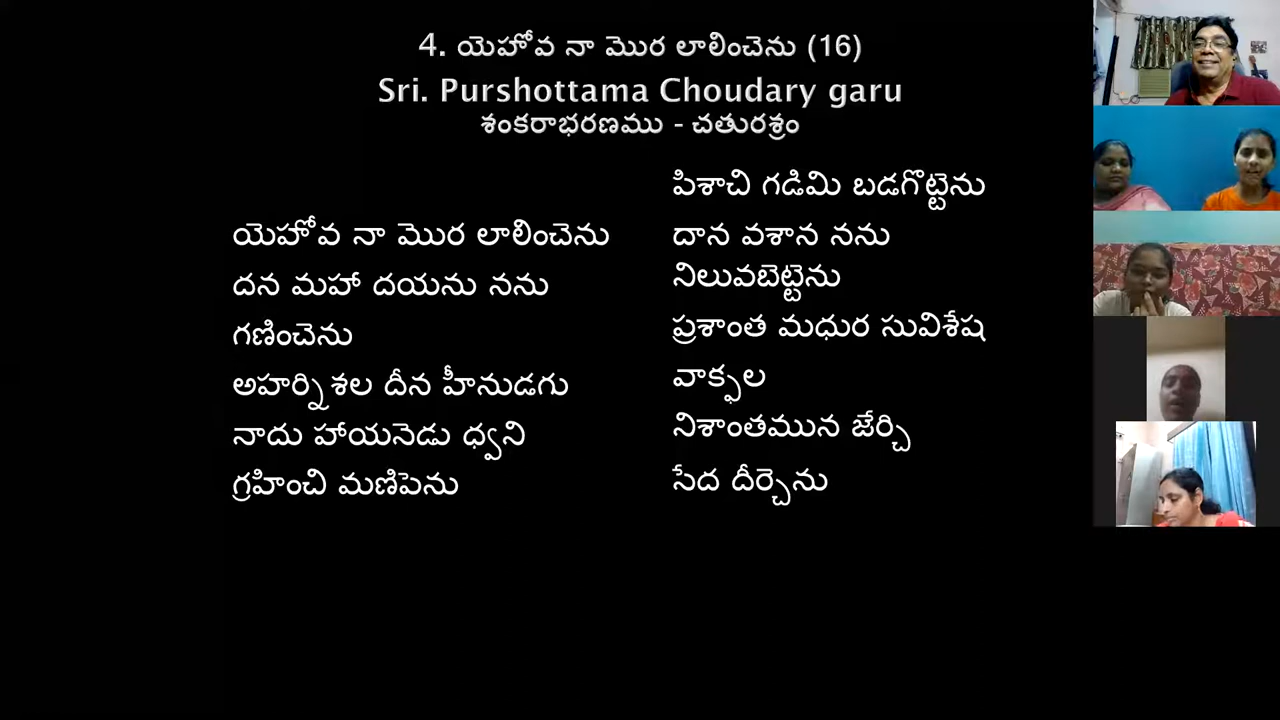 4. యెహోవ నా మొర లాలించెను (16)
Sri. Purshottama Choudary garu
శంకరాభరణము - చతురశ్రం
యెహోవ నా మొర లాలించెను
దన మహా దయను నను
గణించెను
అహర్నిశల దీన హీనుడగు
నాదు హాయనెడు ధ్వని
గ్రహించి మణిపెను
పిశాచి గడిమి బడగొట్టెను
దాన వశాన నను
నిలువబెట్టెను
ప్రశాంత మధుర సువిశేష
వాక్ఫల
నిశాంతమున జేర్చి
సేద దీర్చెను